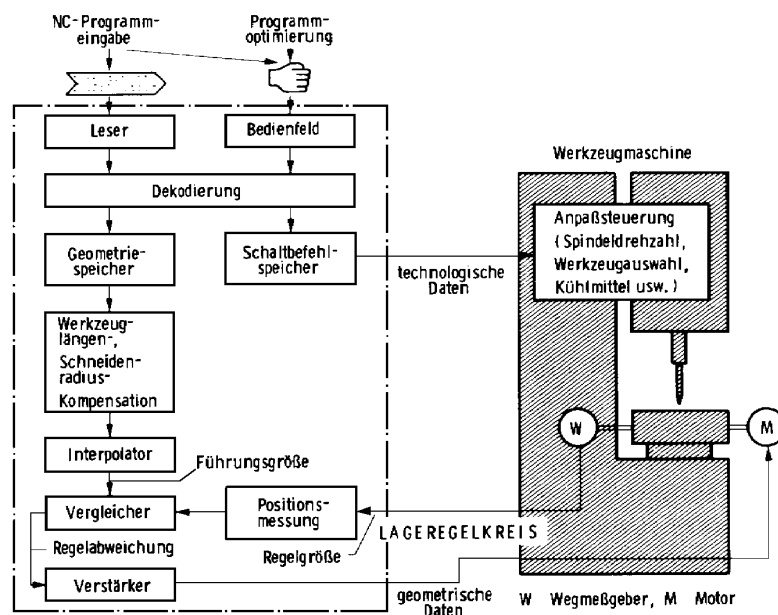 NC-Programm-
eingabe
Programm-
optimierung
Leser
Bedienfeld
Dekodierung
Geometrie-
speicher
Schaltbefehl-
speicher
technologische
Daten
Werkzeugmaschine
Anpaßsteuerung
(Spindeldrehzahl,
Werkzeugauswahl,
Kühlmittel usw.)
Werkzeug-
längen-,
Schneiden-
radius-
Kompensation
Interpolator
Führungsgröße
Vergleicher
Positions-
messung
W
M
LAGEREGELKREIS
Regelgröße
Regelabweichung
Verstärker
geometrische
Daten
W Wegmeßgeber, M Motor